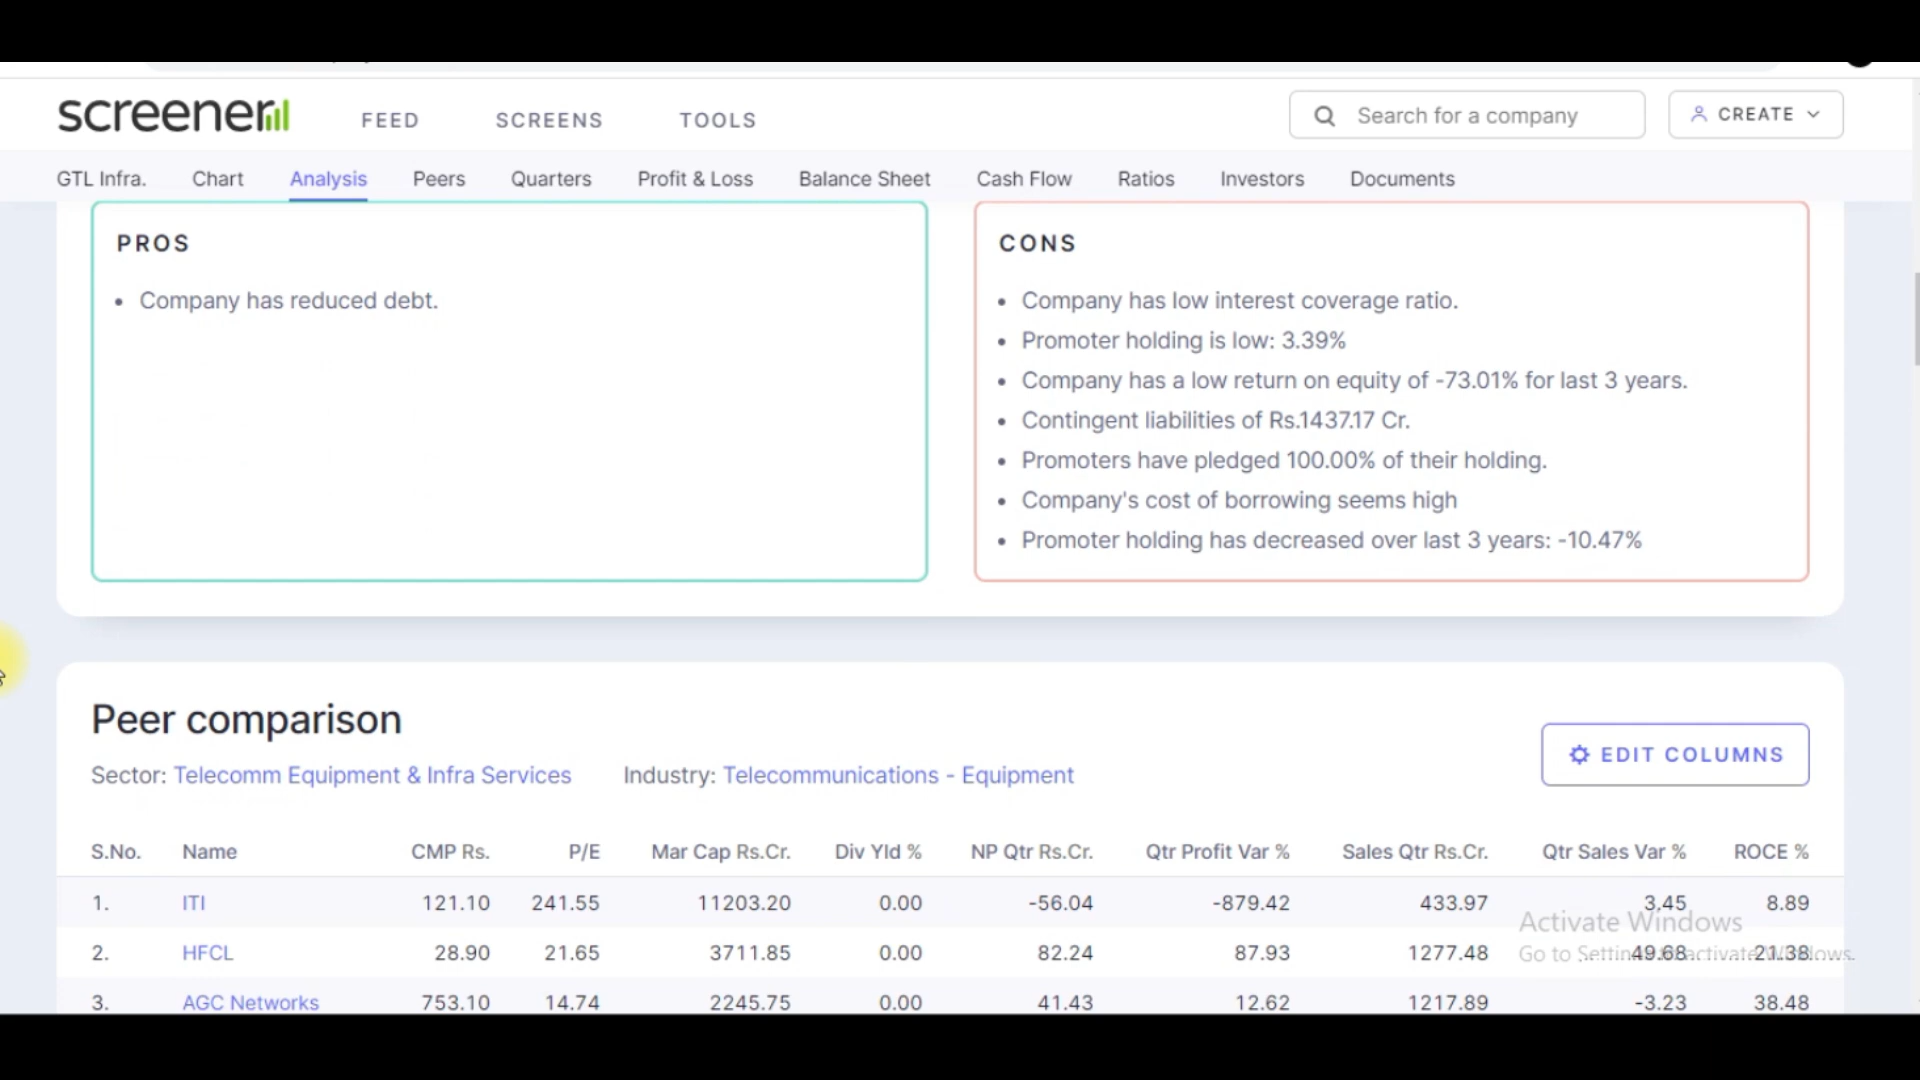 screener
FEED SCREENS TOOLS
Search for a company
CREATE
GTL Infra. Chart Analysis Peers Quarters Profit & Loss Balance Sheet Cash Flow Ratios Investors Documents
PROS
• Company has reduced debt.
CONS
• Company has low interest coverage ratio.
• Promoter holding is low: 3.39%
• Company has a low return on equity of -73.01% for last 3 years.
• Contingent liabilities of Rs.1437.17 Cr.
• Promoters have pledged 100.00% of their holding.
• Company's cost of borrowing seems high
• Promoter holding has decreased over last 3 years: -10.47%
Peer comparison
EDIT COLUMNS
Sector: Telecomm Equipment & Infra Services Industry: Telecommunications - Equipment
S.No. Name CMP Rs. P/E Mar Cap Rs.Cr. Div Yld % NP Qtr Rs.Cr. Qtr Profit Var % Sales Qtr Rs.Cr. Qtr Sales Var % ROCE %
1. ITI 121.10 241.55 11203.20 0.00 -56.04 -879.42 433.97 3.45 8.89
2. HFCL 28.90 21.65 3711.85 0.00 82.24 87.93 1277.48 49.68 21.38
3. AGC Networks 753.10 14.74 2245.75 0.00 41.43 12.62 1217.89 -3.23 38.48
Activate Windows
Go to Settings to activate Windows.